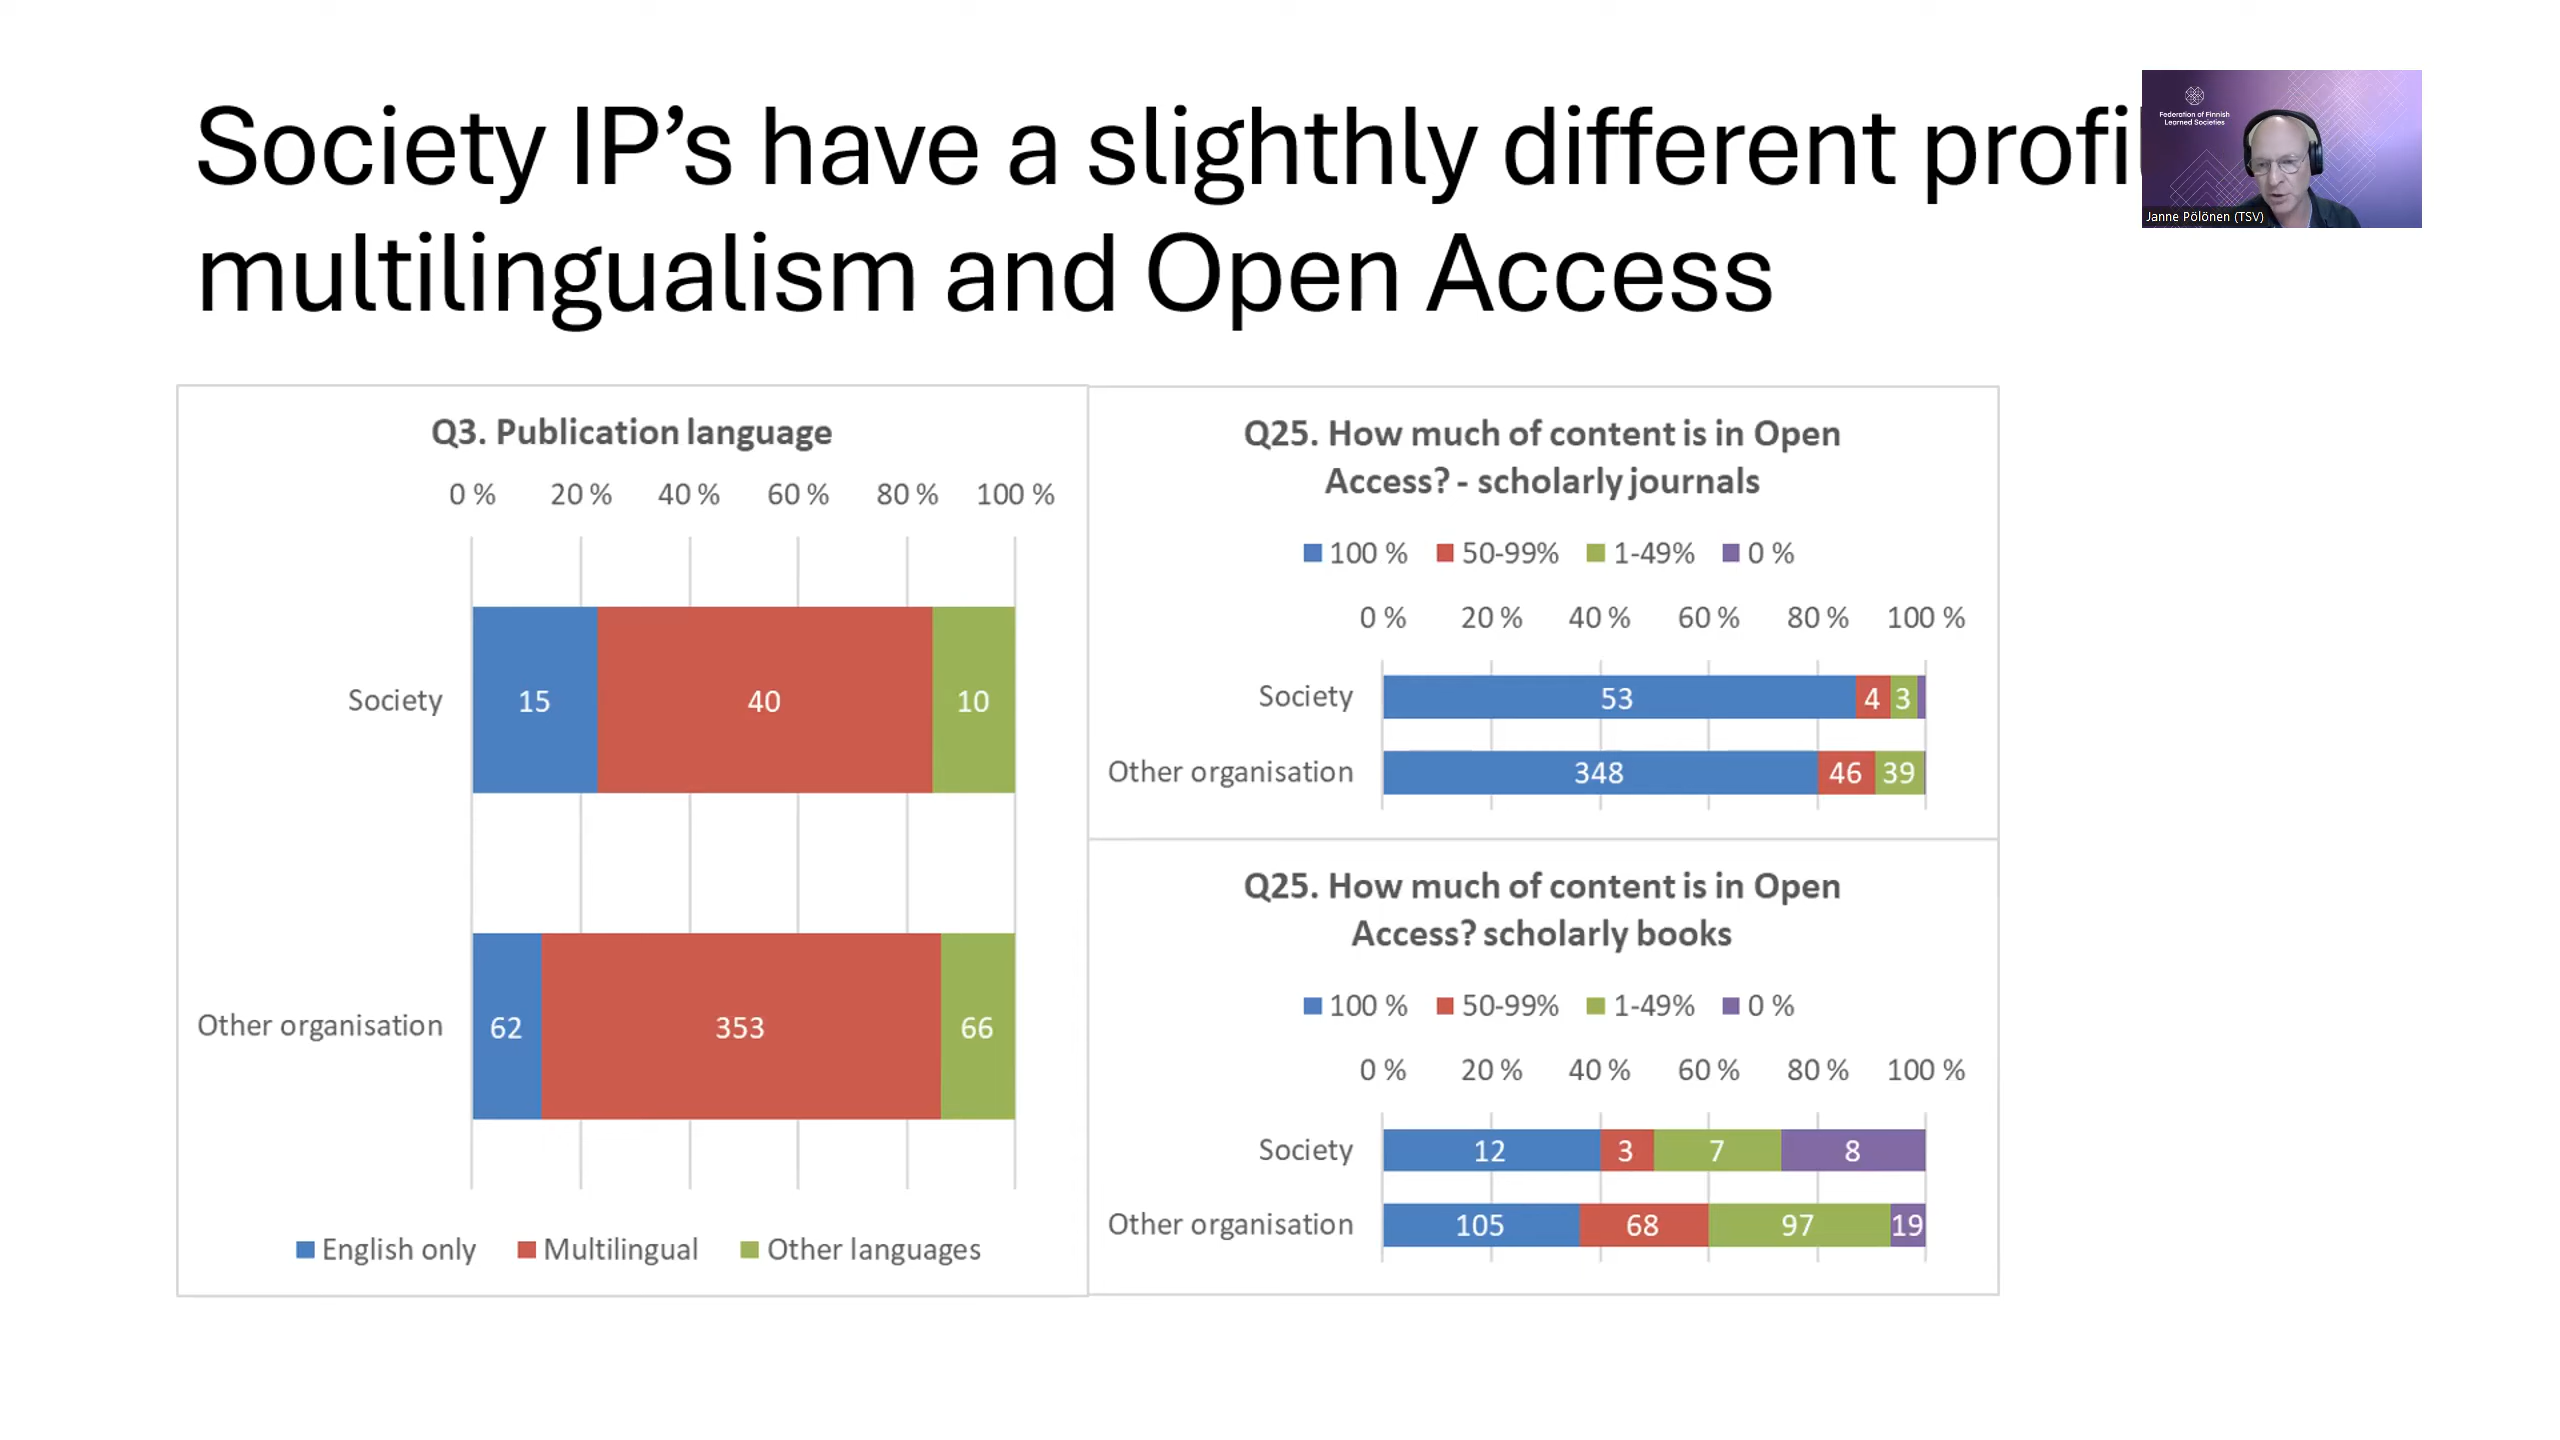 Society IP's have a slighthly different profi
multilingualism and Open Access
Federation of Finnish
Learned Societies
Janne Pölönen (TSV)
Q3. Publication language
0 % 20 % 40 % 60 % 80 % 100 %
Society 15 40 10
Other organisation 62 353 66
English only Multilingual Other languages
Q25. How much of content is in Open
Access? - scholarly journals
100 % 50-99% 1-49% 0 %
0 % 20 % 40 % 60 % 80 % 100 %
Society 53 4 3
Other organisation 348 46 39
Q25. How much of content is in Open
Access? scholarly books
100 % 50-99% 1-49% 0 %
0 % 20 % 40 % 60 % 80 % 100 %
Society 12 3 7 8
Other organisation 105 68 97 19